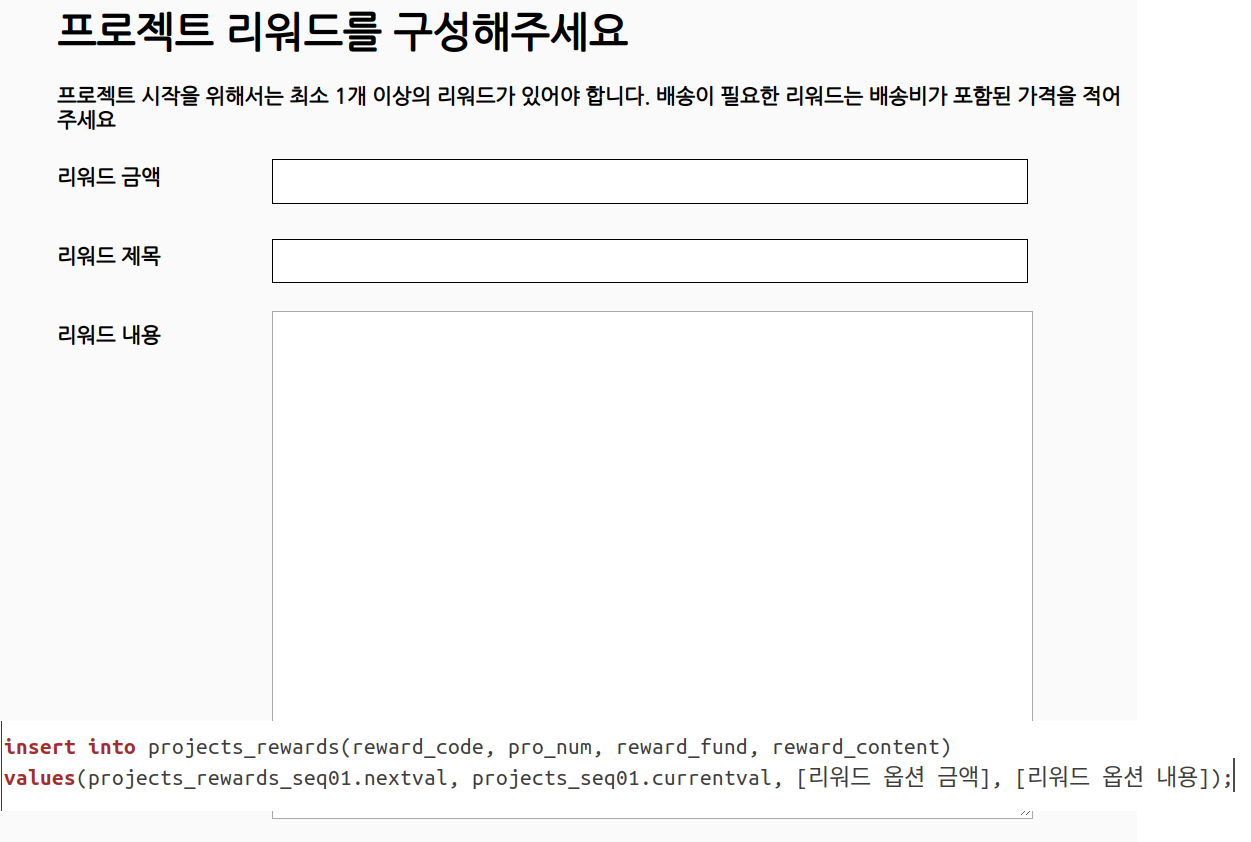 프로젝트 리워드를 구성해주세요
프로젝트 시작을 위해서는 최소 1개 이상의 리워드가 있어야 합니다. 배송이 필요한 리워드는 배송비가 포함된 가격을 적어
주세요
리워드 금액
리워드 제목
리워드 내용
insert into projects_rewards(reward_code, pro_num, reward_fund, reward_content)
values(projects_rewards_seq01.nextval, projects_seq01.currentval, [리워드 옵션 금액], [리워드 옵션 내용]);